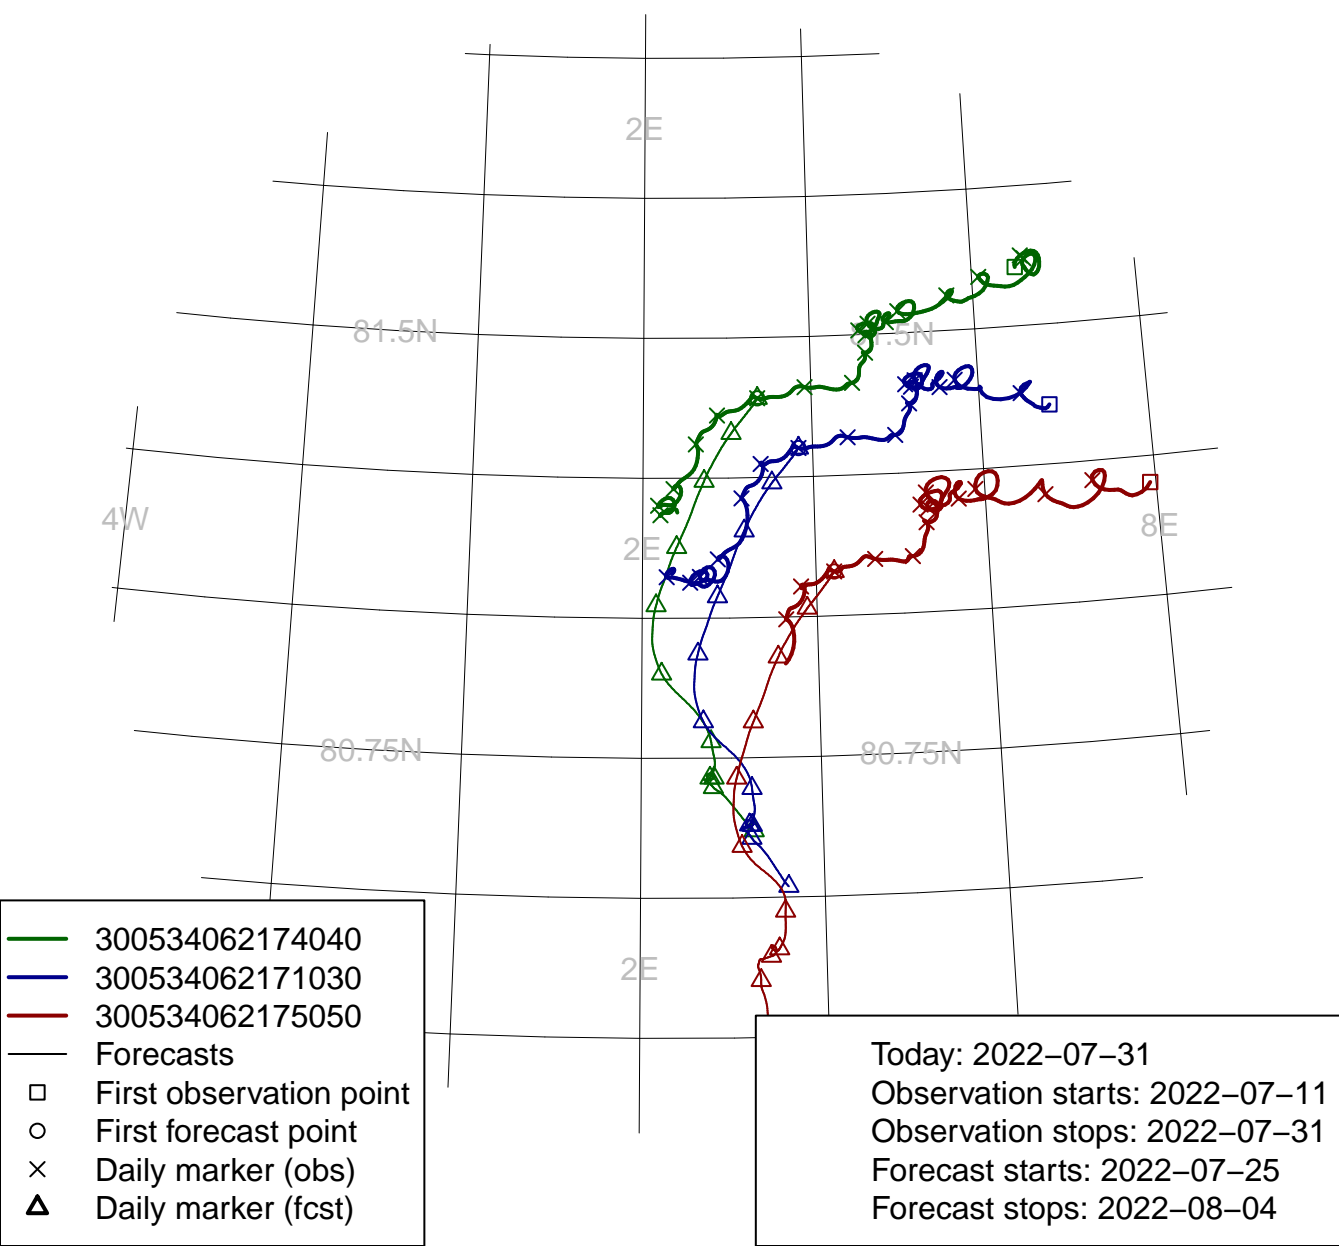 2E
81.5N
81.5N
4W
8E
2E
80.75N
80.75N
2E
300534062174040
300534062171030
300534062175050
Forecasts
First observation point
First forecast point
Daily marker (obs)
Daily marker (fcst)
Today: 2022−07−31
Observation starts: 2022−07−11
Observation stops: 2022−07−31
Forecast starts: 2022−07−25
Forecast stops: 2022−08−04